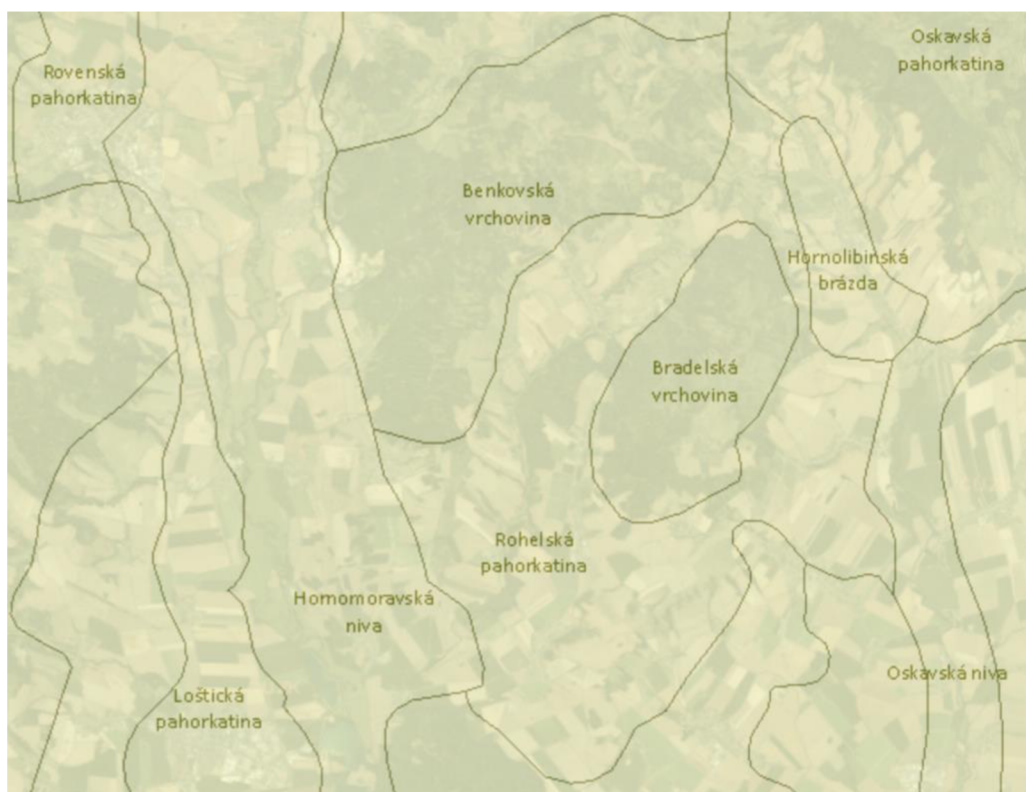 Oskavská
pahorkatina
Rovenská
pahorkatina
Benkovská
vrchovina
Hornolibinská
brázda
Bradelská
vrchovina
Rohelská
pahorkatina
Hornomoravská
niva
Oskavská niva
Loštická
pahorkatina